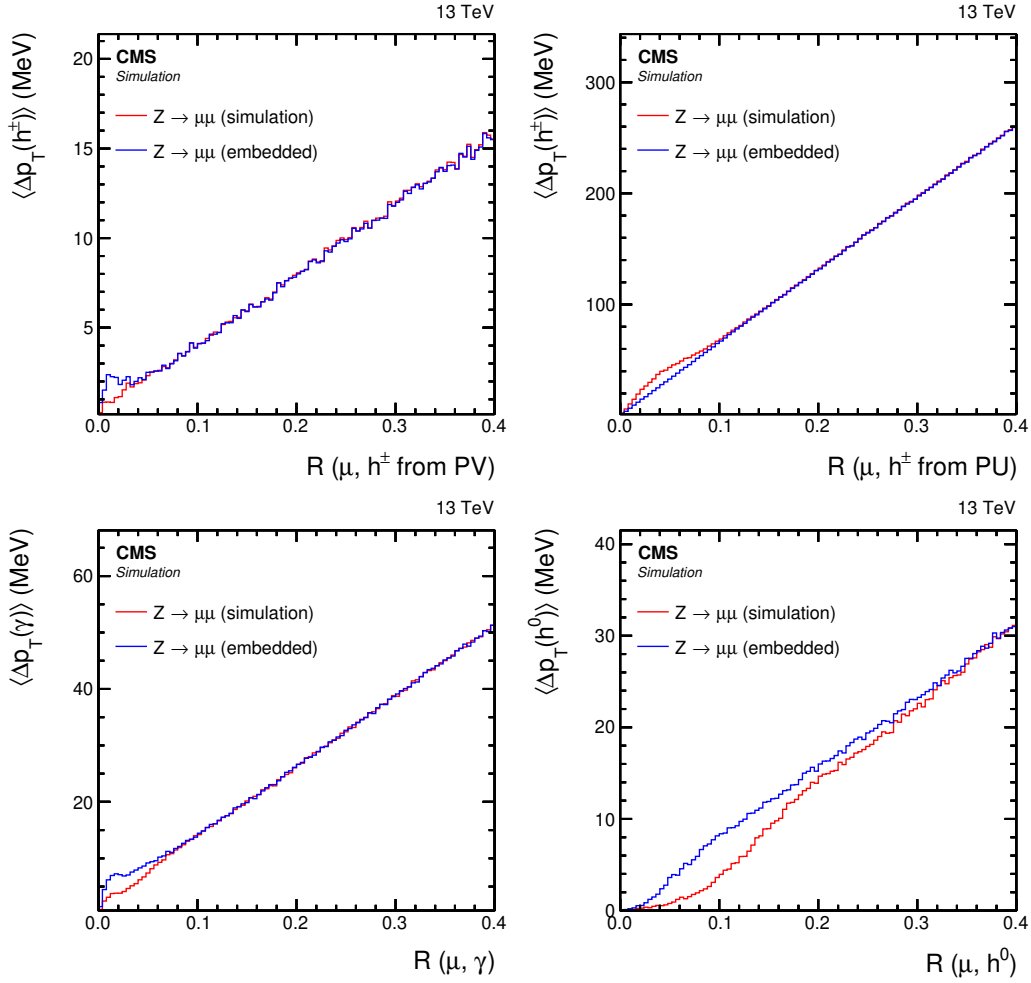 13 TeV
⟨Δp_T(h^±)⟩ (MeV)
CMS
Simulation
Z → μμ (simulation)
Z → μμ (embedded)
20
15
10
5
0.0 0.1 0.2 0.3 0.4
R (μ, h^± from PV)
13 TeV
⟨Δp_T(h^±)⟩ (MeV)
CMS
Simulation
Z → μμ (simulation)
Z → μμ (embedded)
300
200
100
0
0.0 0.1 0.2 0.3 0.4
R (μ, h^± from PU)
13 TeV
⟨Δp_T(γ)⟩ (MeV)
CMS
Simulation
Z → μμ (simulation)
Z → μμ (embedded)
60
40
20
0.0 0.1 0.2 0.3 0.4
R (μ, γ)
13 TeV
⟨Δp_T(h^0)⟩ (MeV)
CMS
Simulation
Z → μμ (simulation)
Z → μμ (embedded)
40
30
20
10
0
0.0 0.1 0.2 0.3 0.4
R (μ, h^0)